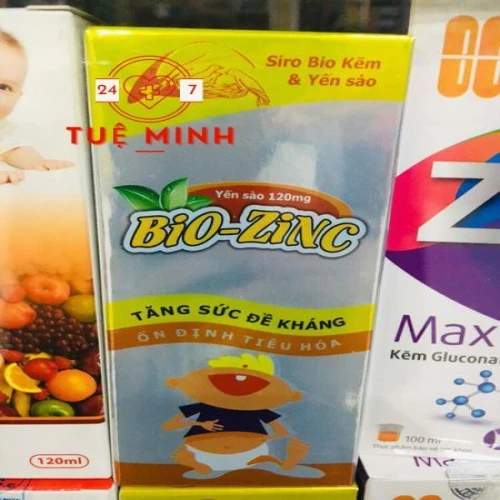 Siro Bio Kẽm
& Yến sào
24 7
TUỆ MINH
Yến sào 120mg
BiO-ZiNC
TĂNG SỨC ĐỀ KHÁNG
ỔN ĐỊNH TIÊU HÓA
120ml
Z
Max
Kẽm Glucona
100 ml